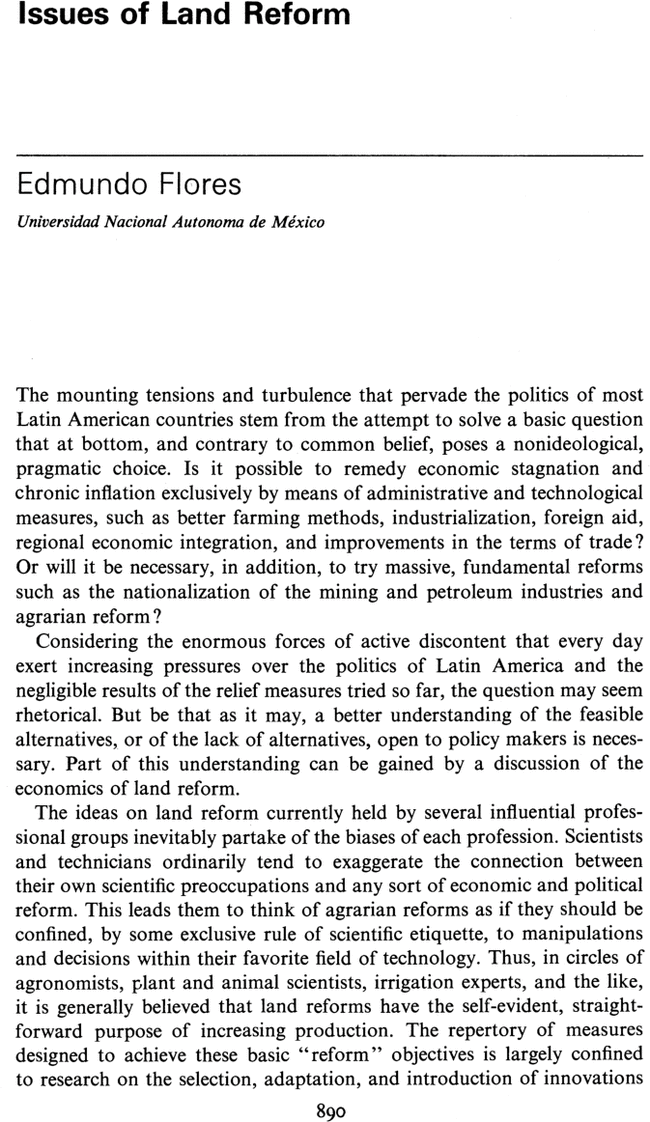 Issues of Land Reform
Edmundo Flores
Universidad Nacional Autonoma de México
The mounting tensions and turbulence that pervade the politics of most
Latin American countries stem from the attempt to solve a basic question
that at bottom, and contrary to common belief, poses a nonideological,
pragmatic choice. Is it possible to remedy economic stagnation and
chronic inflation exclusively by means of administrative and technological
measures, such as better farming methods, industrialization, foreign aid,
regional economic integration, and improvements in the terms of trade?
Or will it be necessary, in addition, to try massive, fundamental reforms
such as the nationalization of the mining and petroleum industries and
agrarian reform?
Considering the enormous forces of active discontent that every day
exert increasing pressures over the politics of Latin America and the
negligible results of the relief measures tried so far, the question may seem
rhetorical. But be that as it may, a better understanding of the feasible
alternatives, or of the lack of alternatives, open to policy makers is neces-
sary. Part of this understanding can be gained by a discussion of the
economics of land reform.
The ideas on land reform currently held by several influential profes-
sional groups inevitably partake of the biases of each profession. Scientists
and technicians ordinarily tend to exaggerate the connection between
their own scientific preoccupations and any sort of economic and political
reform. This leads them to think of agrarian reforms as if they should be
confined, by some exclusive rule of scientific etiquette, to manipulations
and decisions within their favorite field of technology. Thus, in circles of
agronomists, plant and animal scientists, irrigation experts, and the like,
it is generally believed that land reforms have the self-evident, straight-
forward purpose of increasing production. The repertory of measures
designed to achieve these basic “reform” objectives is largely confined
to research on the selection, adaptation, and introduction of innovations
890